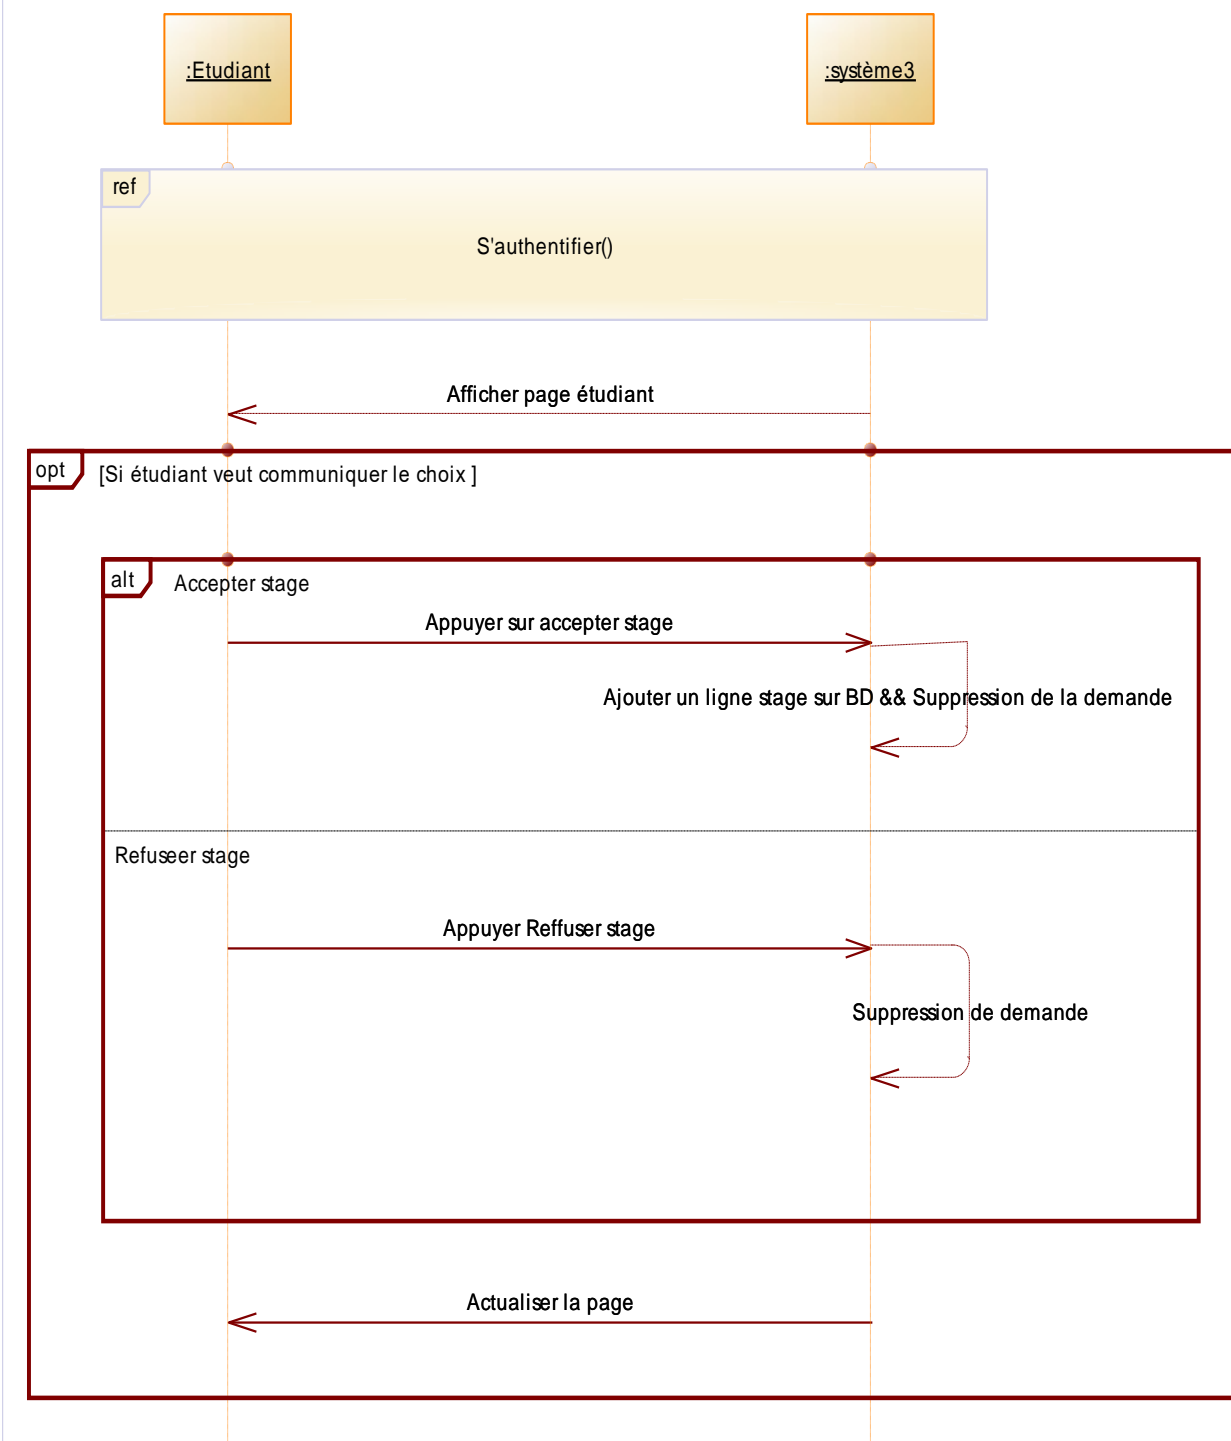 :Etudiant
:système3
ref
S'authentifier()
Afficher page étudiant
opt
[Si étudiant veut communiquer le choix ]
alt
Accepter stage
Appuyer sur accepter stage
Ajouter un ligne stage sur BD && Suppression de la demande
Refuseer stage
Appuyer Reffuser stage
Suppression de demande
Actualiser la page